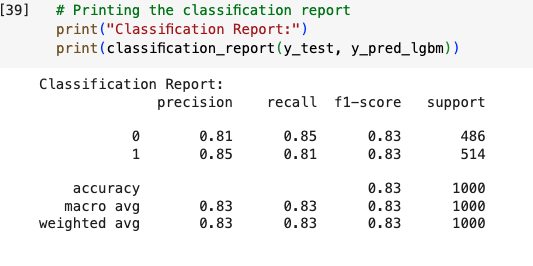 [39] # Printing the classification report
print("Classification Report:")
print(classification_report(y_test, y_pred_lgbm))
Classification Report:
precision recall f1-score support
0 0.81 0.85 0.83 486
1 0.85 0.81 0.83 514
accuracy 0.83 1000
macro avg 0.83 0.83 0.83 1000
weighted avg 0.83 0.83 0.83 1000